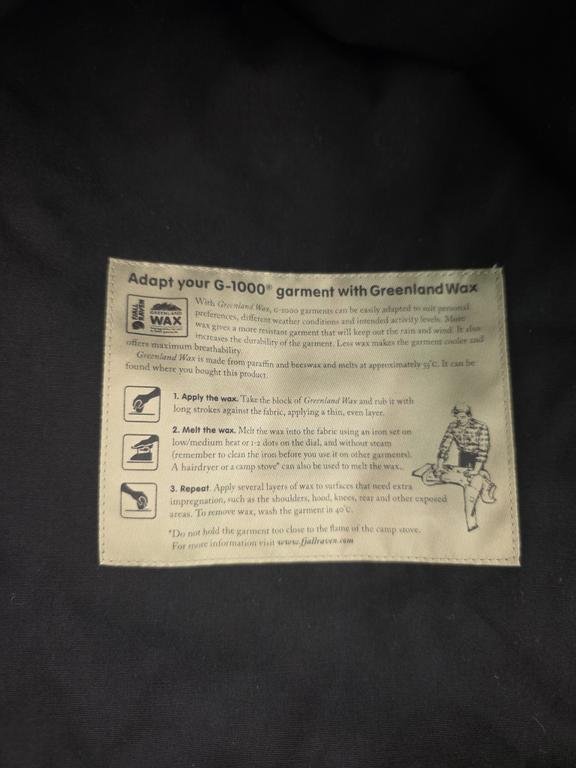 Adapt your G-1000® garment with Greenland Wax
FJÄLL RÄVEN
GREENLAND
WAX
With Greenland Wax, G-1000 garments can be easily adapted to suit personal
preferences, different weather conditions and intended activity levels. More
wax gives a more resistant garment that will keep out the rain and wind. It also
increases the durability of the garment. Less wax makes the garment cooler and
offers maximum breathability.
Greenland Wax is made from paraffin and beeswax and melts at approximately 55°C. It can be
found where you bought this product.
1. Apply the wax. Take the block of Greenland Wax and rub it with
long strokes against the fabric, applying a thin, even layer.
2. Melt the wax. Melt the wax into the fabric using an iron set on
low/medium heat or 1-2 dots on the dial, and without steam
(remember to clean the iron before you use it on other garments).
A hairdryer or a camp stove* can also be used to melt the wax..
3. Repeat. Apply several layers of wax to surfaces that need extra
impregnation, such as the shoulders, hood, knees, rear and other exposed
areas. To remove wax, wash the garment in 40°C.
*Do not hold the garment too close to the flame of the camp stove.
For more information visit www.fjallraven.com